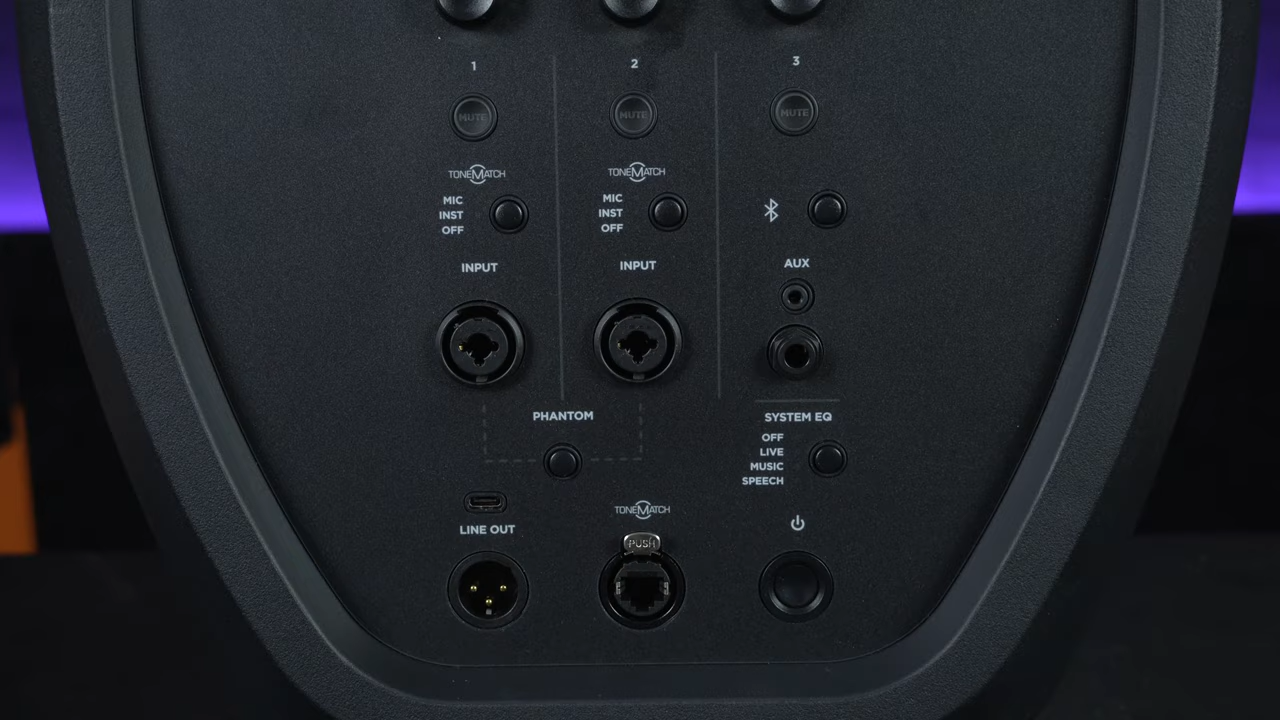 1
2
3
MUTE
MUTE
MUTE
TONEMATCH
TONEMATCH
MIC
INST
OFF
MIC
INST
OFF
INPUT
INPUT
AUX
PHANTOM
SYSTEM EQ
OFF
LIVE
MUSIC
SPEECH
LINE OUT
TONEMATCH
PUSH